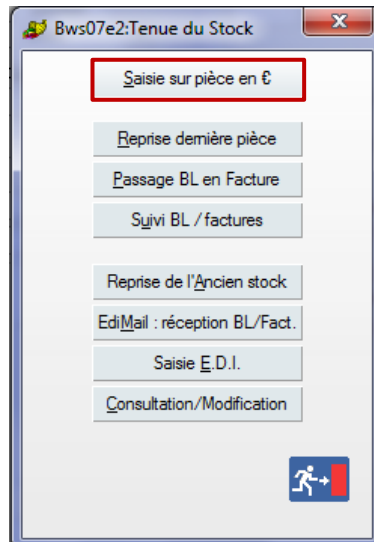 Bws07e2:Tenue du Stock
Saisie sur pièce en €
Reprise dernière pièce
Passage BL en Facture
Suivi BL / factures
Reprise de l'Ancien stock
EdiMail : réception BL/Fact.
Saisie E.D.I.
Consultation/Modification